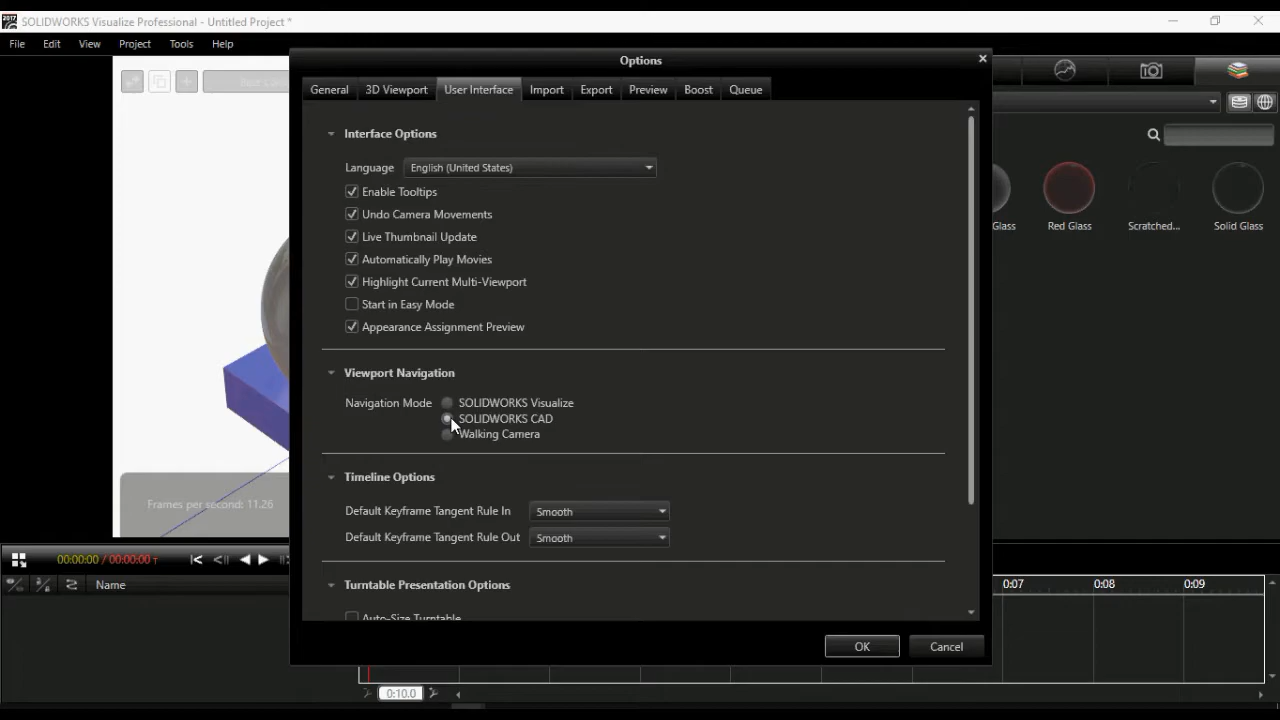 2017 SOLIDWORKS Visualize Professional - Untitled Project *
File Edit View Project Tools Help
Options
General 3D Viewport User Interface Import Export Preview Boost Queue
Interface Options
Language English (United States)
Enable Tooltips
Undo Camera Movements
Live Thumbnail Update
Automatically Play Movies
Highlight Current Multi-Viewport
Start in Easy Mode
Appearance Assignment Preview
Glass Red Glass Scratched... Solid Glass
Viewport Navigation
Navigation Mode SOLIDWORKS Visualize
SOLIDWORKS CAD
Walking Camera
Timeline Options
Default Keyframe Tangent Rule In Smooth
Default Keyframe Tangent Rule Out Smooth
Turntable Presentation Options
Auto-Size Turntable
OK Cancel
Frames per second: 11.26
00:00:00 / 00:00:00 T
Name
0:07 0:08 0:09
0:10.0